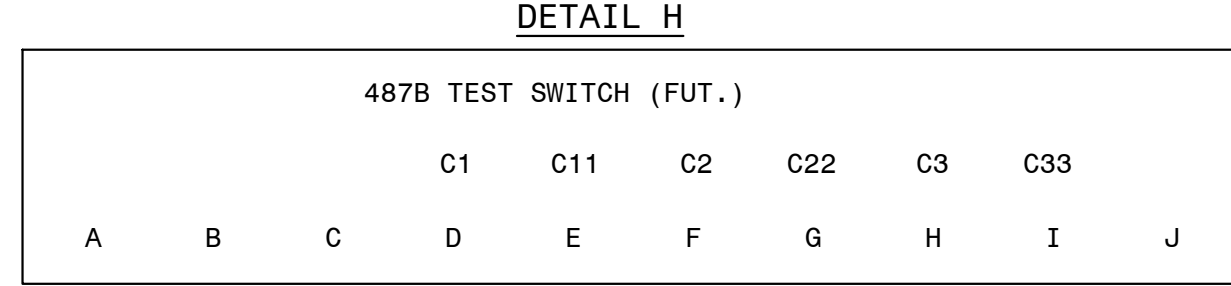 DETAIL H
487B TEST SWITCH (FUT.)
C1 C11 C2 C22 C3 C33
A B C D E F G H I J